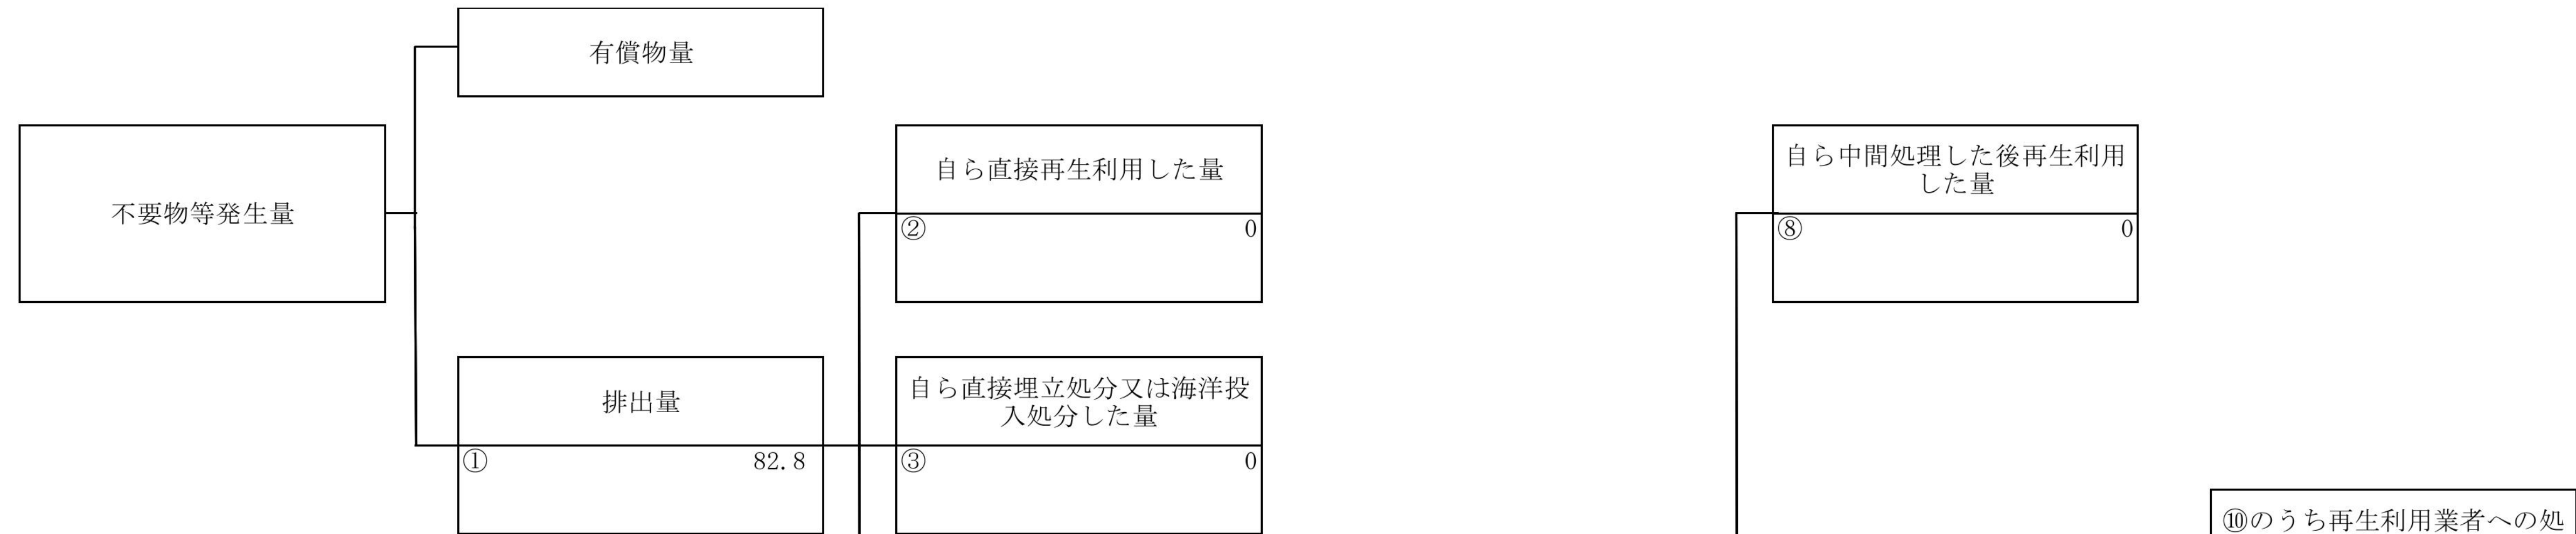 有償物量
不要物等発生量
自ら直接再生利用した量
② 0
自ら中間処理した後再生利用
した量
⑧ 0
排出量
① 82.8
自ら直接埋立処分又は海洋投
入処分した量
③ 0
⑩のうち再生利用業者への処